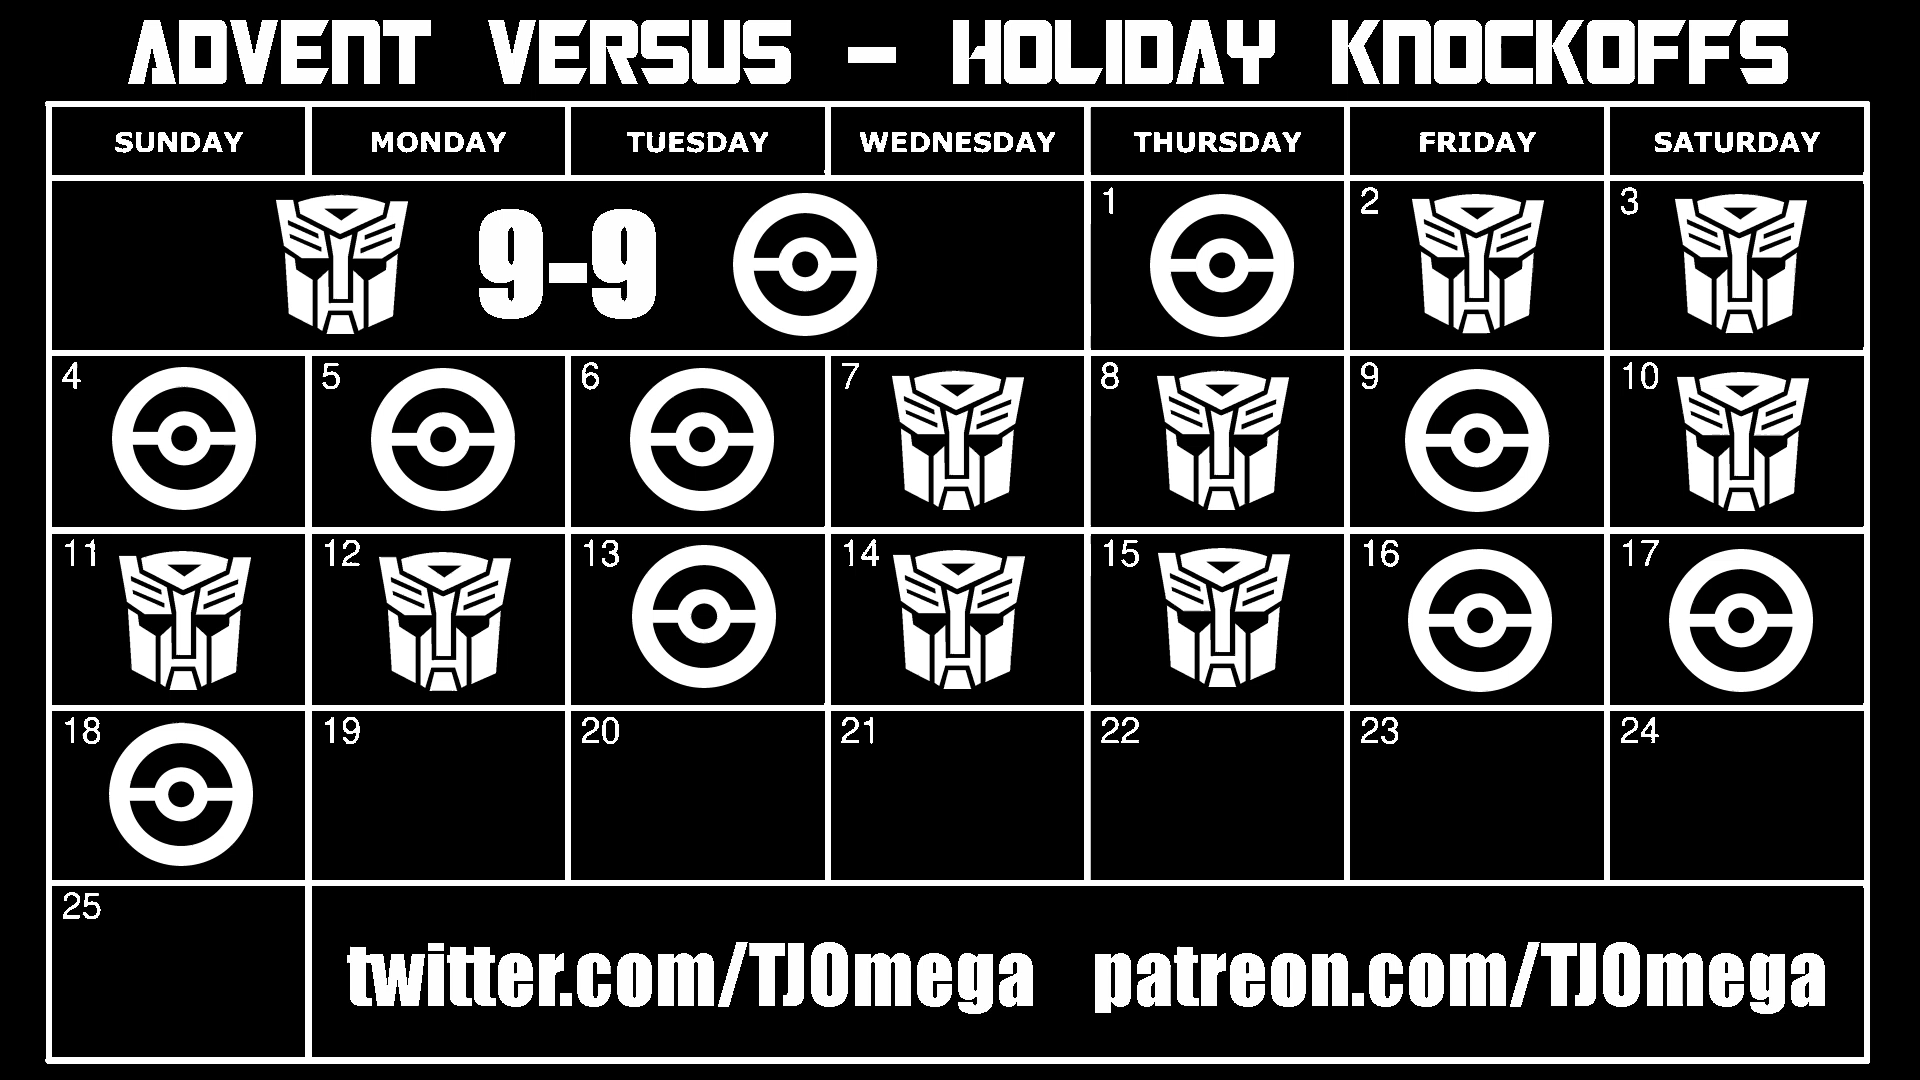 ADVENT VERSUS - HOLIDAY KNOCKOFFS
SUNDAY MONDAY TUESDAY WEDNESDAY THURSDAY FRIDAY SATURDAY
9-9 1 2 3
4 5 6 7 8 9 10
11 12 13 14 15 16 17
18 19 20 21 22 23 24
25
twitter.com/TJOmega patreon.com/TJOmega